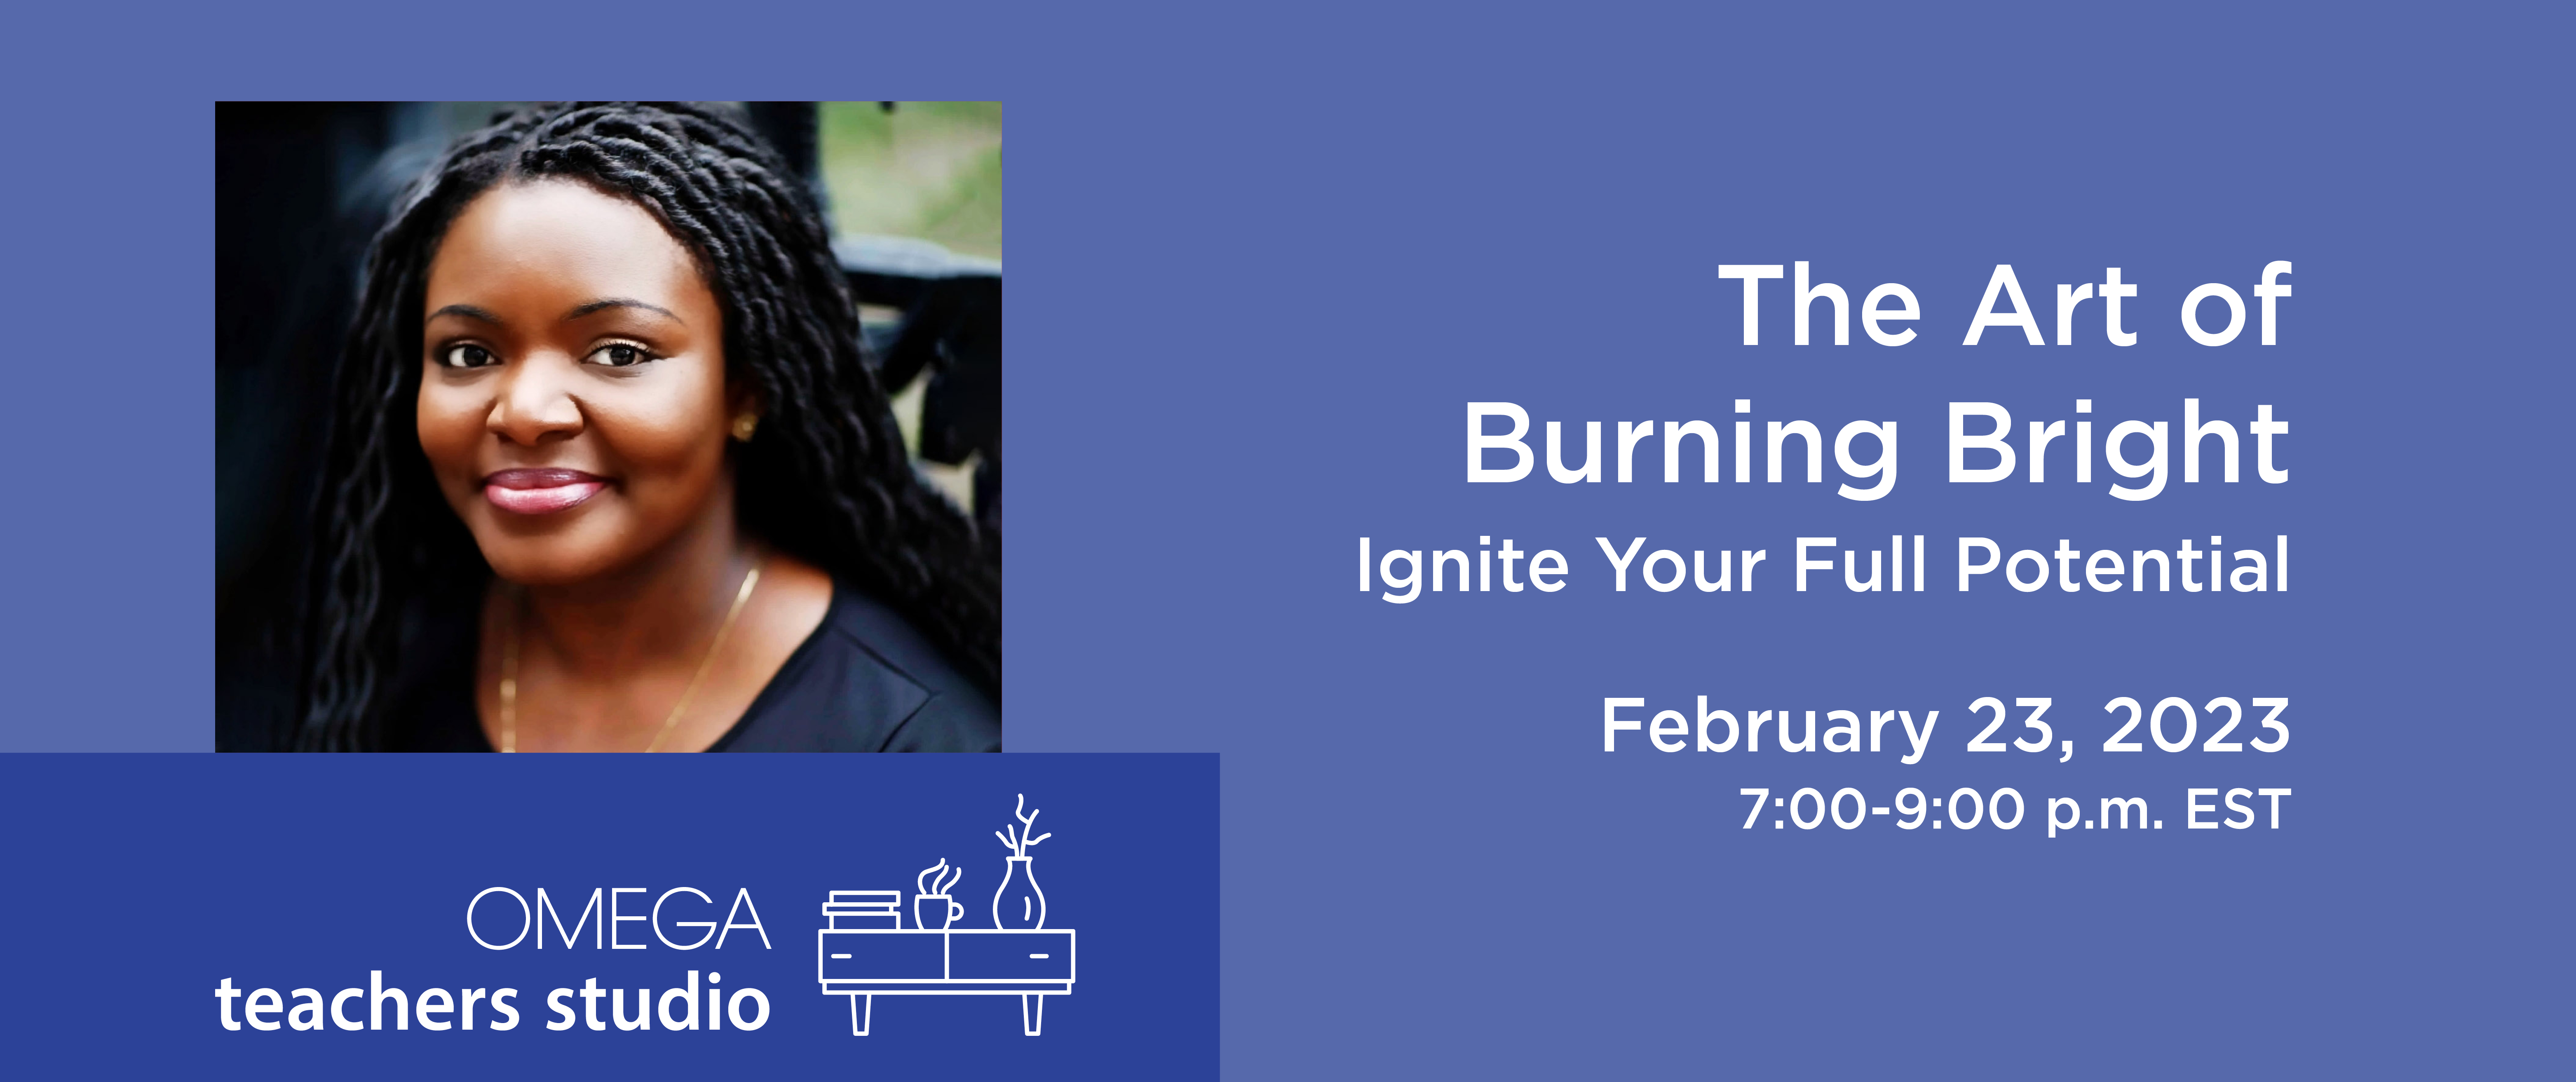 The Art of
Burning Bright
Ignite Your Full Potential
February 23, 2023
7:00-9:00 p.m. EST
OMEGA
teachers studio